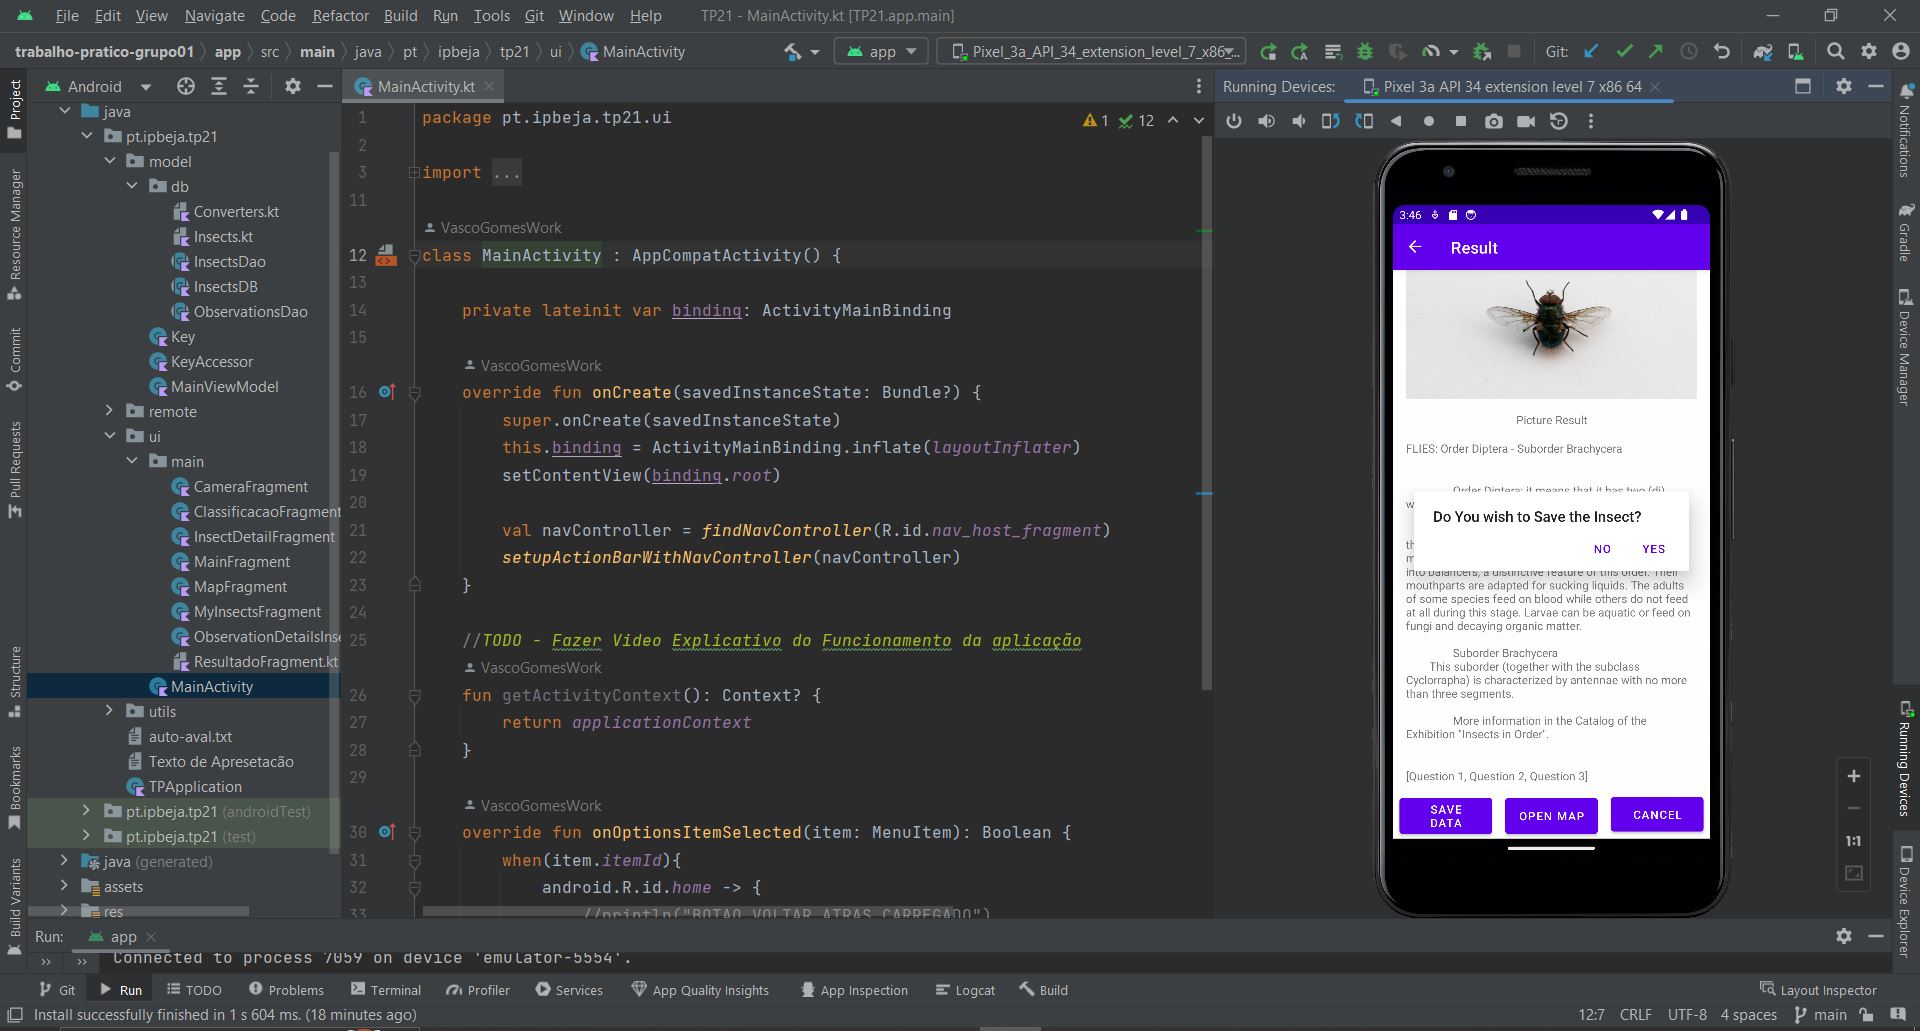 File Edit View Navigate Code Refactor Build Run Tools Git Window Help TP21 - MainActivity.kt [TP21.app.main]
trabalho-pratico-grupo01 app src main java pt ipbeja tp21 ui MainActivity app Pixel_3a_API_34_extension_level_7_x86_... Git:
Project
Resource Manager
Commit
Pull Requests
Structure
Bookmarks
Build Variants
Android
java
pt.ipbeja.tp21
model
db
Converters.kt
Insects.kt
InsectsDao
InsectsDB
ObservationsDao
Key
KeyAccessor
MainViewModel
remote
ui
main
CameraFragment
ClassificacaoFragment
InsectDetailFragment
MainFragment
MapFragment
MyInsectsFragment
ObservationDetailsInse
ResultadoFragment.kt
MainActivity
utils
auto-aval.txt
Texto de Apresetacão
TPApplication
pt.ipbeja.tp21 (androidTest)
pt.ipbeja.tp21 (test)
java (generated)
assets
res
MainActivity.kt
1 12
1 package pt.ipbeja.tp21.ui
2
3 import ...
11
VascoGomesWork
12 class MainActivity : AppCompatActivity() {
13
14 private lateinit var binding: ActivityMainBinding
15
VascoGomesWork
16 override fun onCreate(savedInstanceState: Bundle?) {
17 super.onCreate(savedInstanceState)
18 this.binding = ActivityMainBinding.inflate(layoutInflater)
19 setContentView(binding.root)
20
21 val navController = findNavController(R.id.nav_host_fragment)
22 setupActionBarWithNavController(navController)
23 }
24
25 //TODO - Fazer Video Explicativo do Funcionamento da aplicação
VascoGomesWork
26 fun getActivityContext(): Context? {
27 return applicationContext
28 }
29
VascoGomesWork
30 override fun onOptionsItemSelected(item: MenuItem): Boolean {
31 when(item.itemId){
32 android.R.id.home -> {
33 //println("BOTAO VOLTAR ATRAS CARREGADO")
Running Devices: Pixel 3a API 34 extension level 7 x86 64
3:46
Result
Picture Result
FLIES: Order Diptera - Suborder Brachycera
Order Diptera: it means that it has two (di)
w
Do You wish to Save the Insect?
NO YES
th
m
into balancers, a distinctive feature of this order. Their
mouthparts are adapted for sucking liquids. The adults
of some species feed on blood while others do not feed
at all during this stage. Larvae can be aquatic or feed on
fungi and decaying organic matter.
Suborder Brachycera
This suborder (together with the subclass
Cyclorrapha) is characterized by antennae with no more
than three segments.
More information in the Catalog of the
Exhibition "Insects in Order".
[Question 1, Question 2, Question 3]
SAVE
DATA
OPEN MAP
CANCEL
1:1
Notifications
Gradle
Device Manager
Running Devices
Device Explorer
Run: app
Connected to process 7059 on device 'emulator-5554'.
Git Run TODO Problems Terminal Profiler Services App Quality Insights App Inspection Logcat Build Layout Inspector
Install successfully finished in 1 s 604 ms. (18 minutes ago) 12:7 CRLF UTF-8 4 spaces main